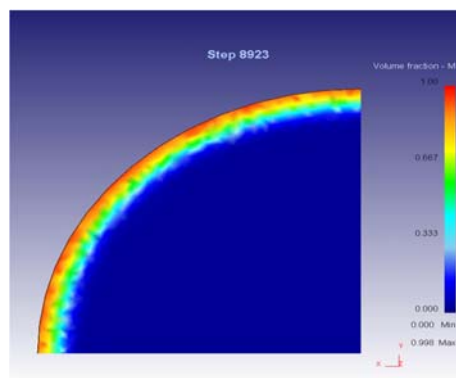 Step 8923
Volume fraction - M
1.00
0.667
0.333
0.000
0.000 Min
0.998 Max
Y
X Z